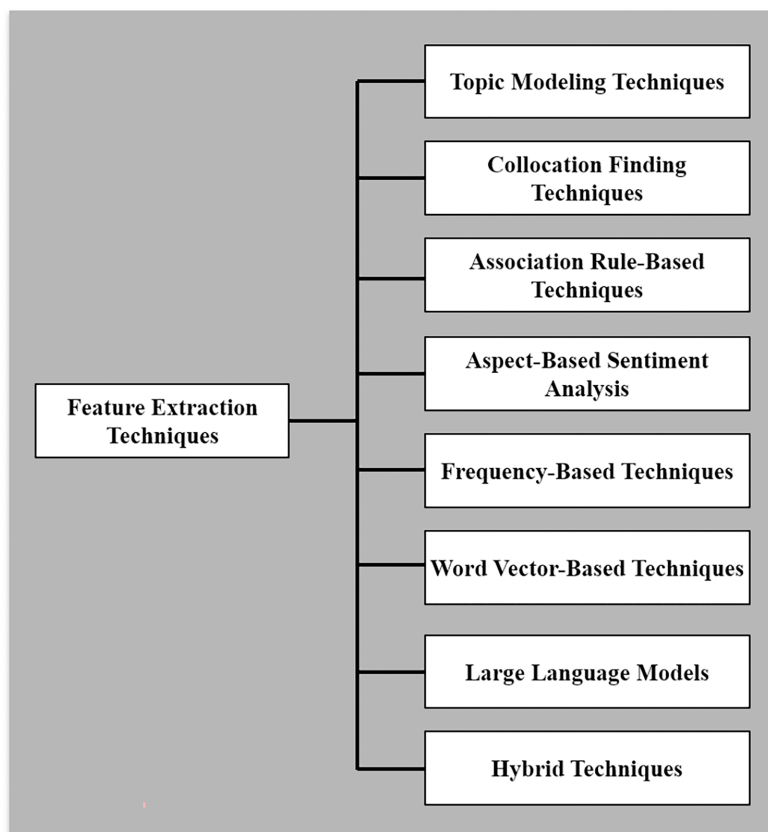 Topic Modeling Techniques
Collocation Finding
Techniques
Association Rule-Based
Techniques
Aspect-Based Sentiment
Analysis
Feature Extraction
Techniques
Frequency-Based Techniques
Word Vector-Based Techniques
Large Language Models
Hybrid Techniques